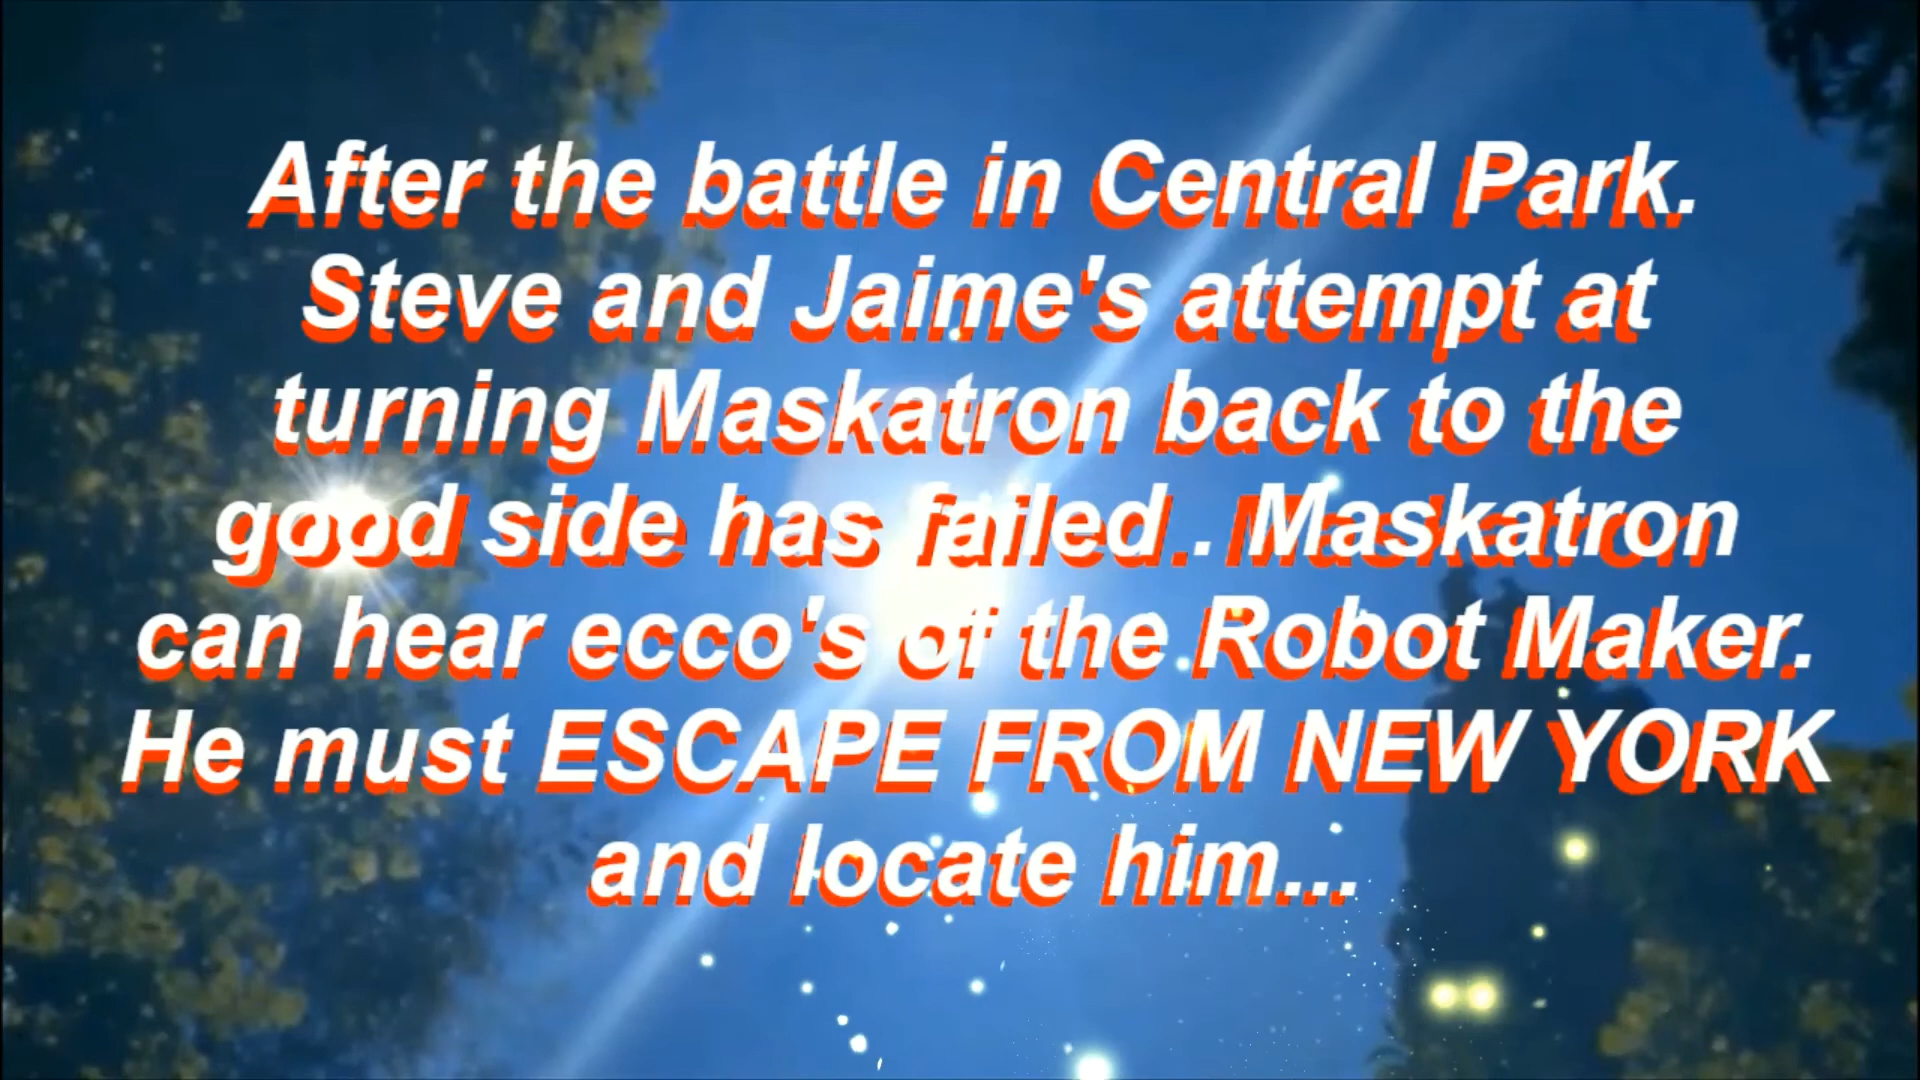 After the battle in Central Park.
Steve and Jaime's attempt at
turning Maskatron back to the
good side has failed . Maskatron
can hear ecco's of the Robot Maker.
He must ESCAPE FROM NEW YORK
and locate him...